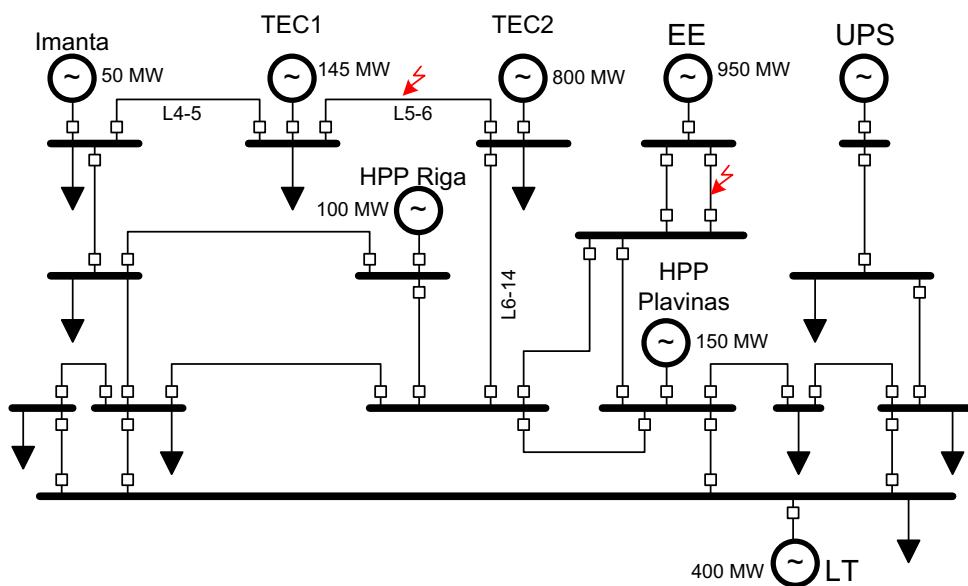 Imanta
TEC1
TEC2
EE
UPS
50 MW
145 MW
800 MW
950 MW
L4-5
L5-6
HPP Riga
100 MW
L6-14
HPP
Plavinas
150 MW
400 MW
LT
~
~
~
~
~
~
~
~